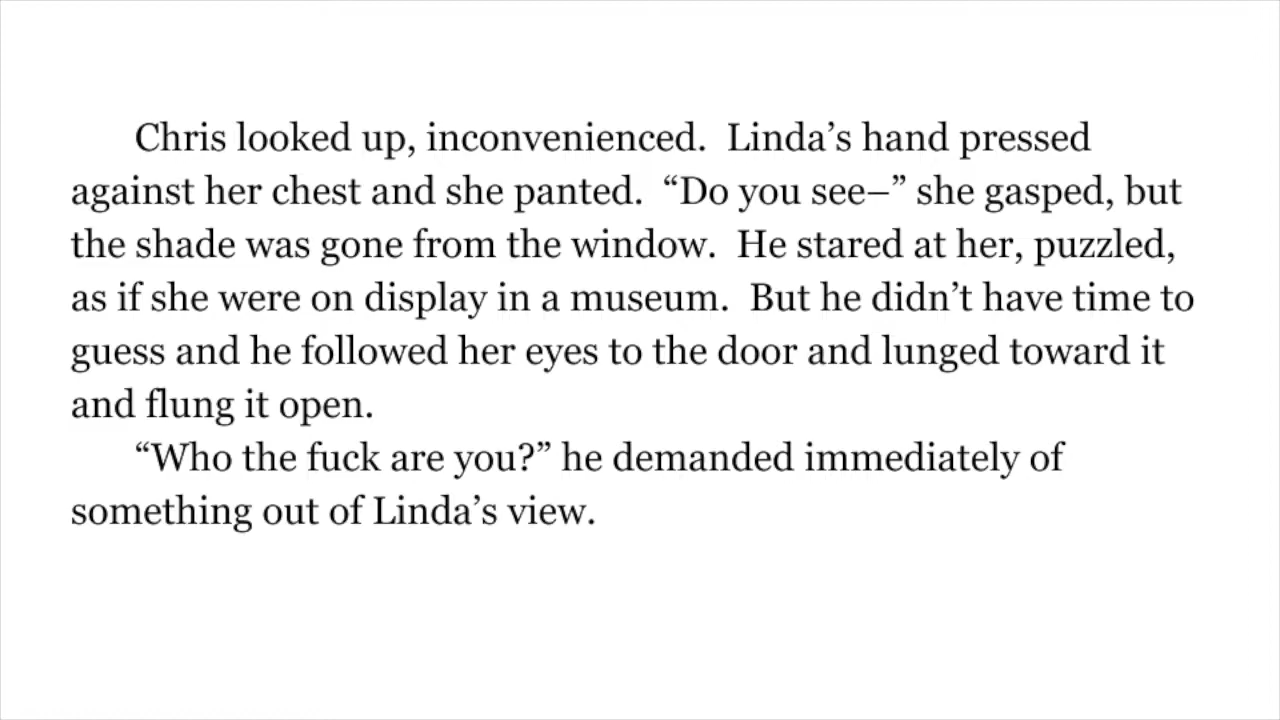 Chris looked up, inconvenienced.  Linda’s hand pressed
against her chest and she panted.  “Do you see–” she gasped, but
the shade was gone from the window.  He stared at her, puzzled,
as if she were on display in a museum.  But he didn’t have time to
guess and he followed her eyes to the door and lunged toward it
and flung it open.
“Who the fuck are you?” he demanded immediately of
something out of Linda’s view.